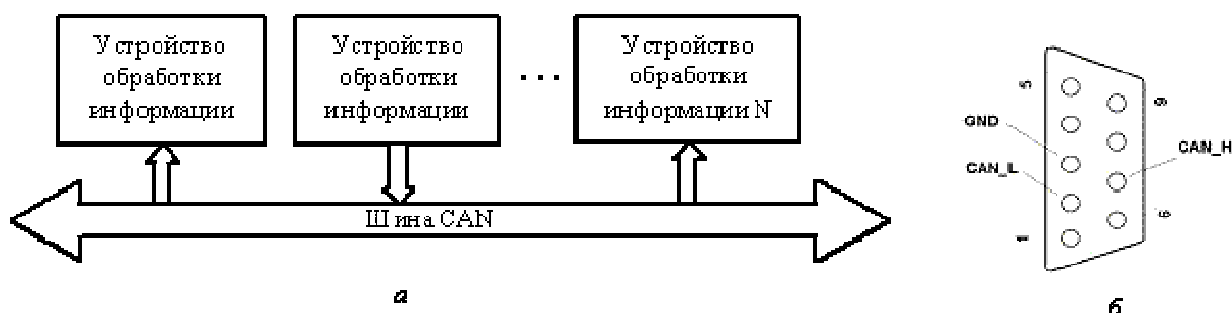 Устройство
обработки
информации
Устройство
обработки
информации
...
Устройство
обработки
информации N
Шина CAN
а
5
9
GND
CAN_H
CAN_L
1
6
б